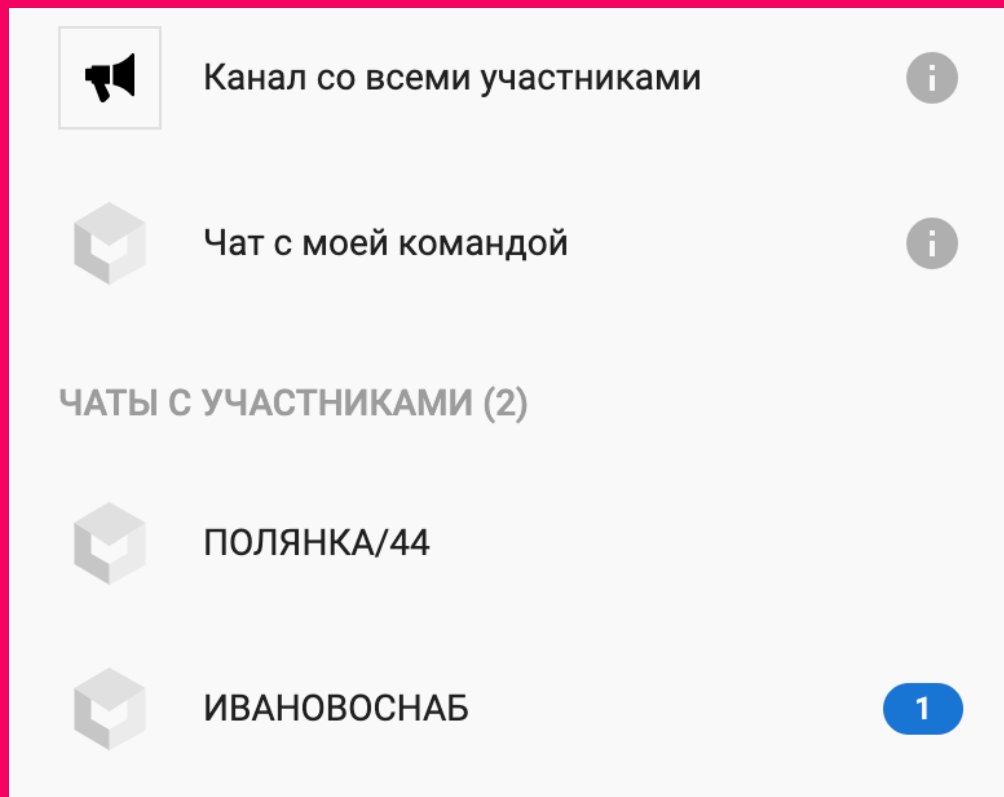 Канал со всеми участниками
Чат с моей командой
ЧАТЫ С УЧАСТНИКАМИ (2)
ПОЛЯНКА/44
ИВАНОВОСНАБ
1